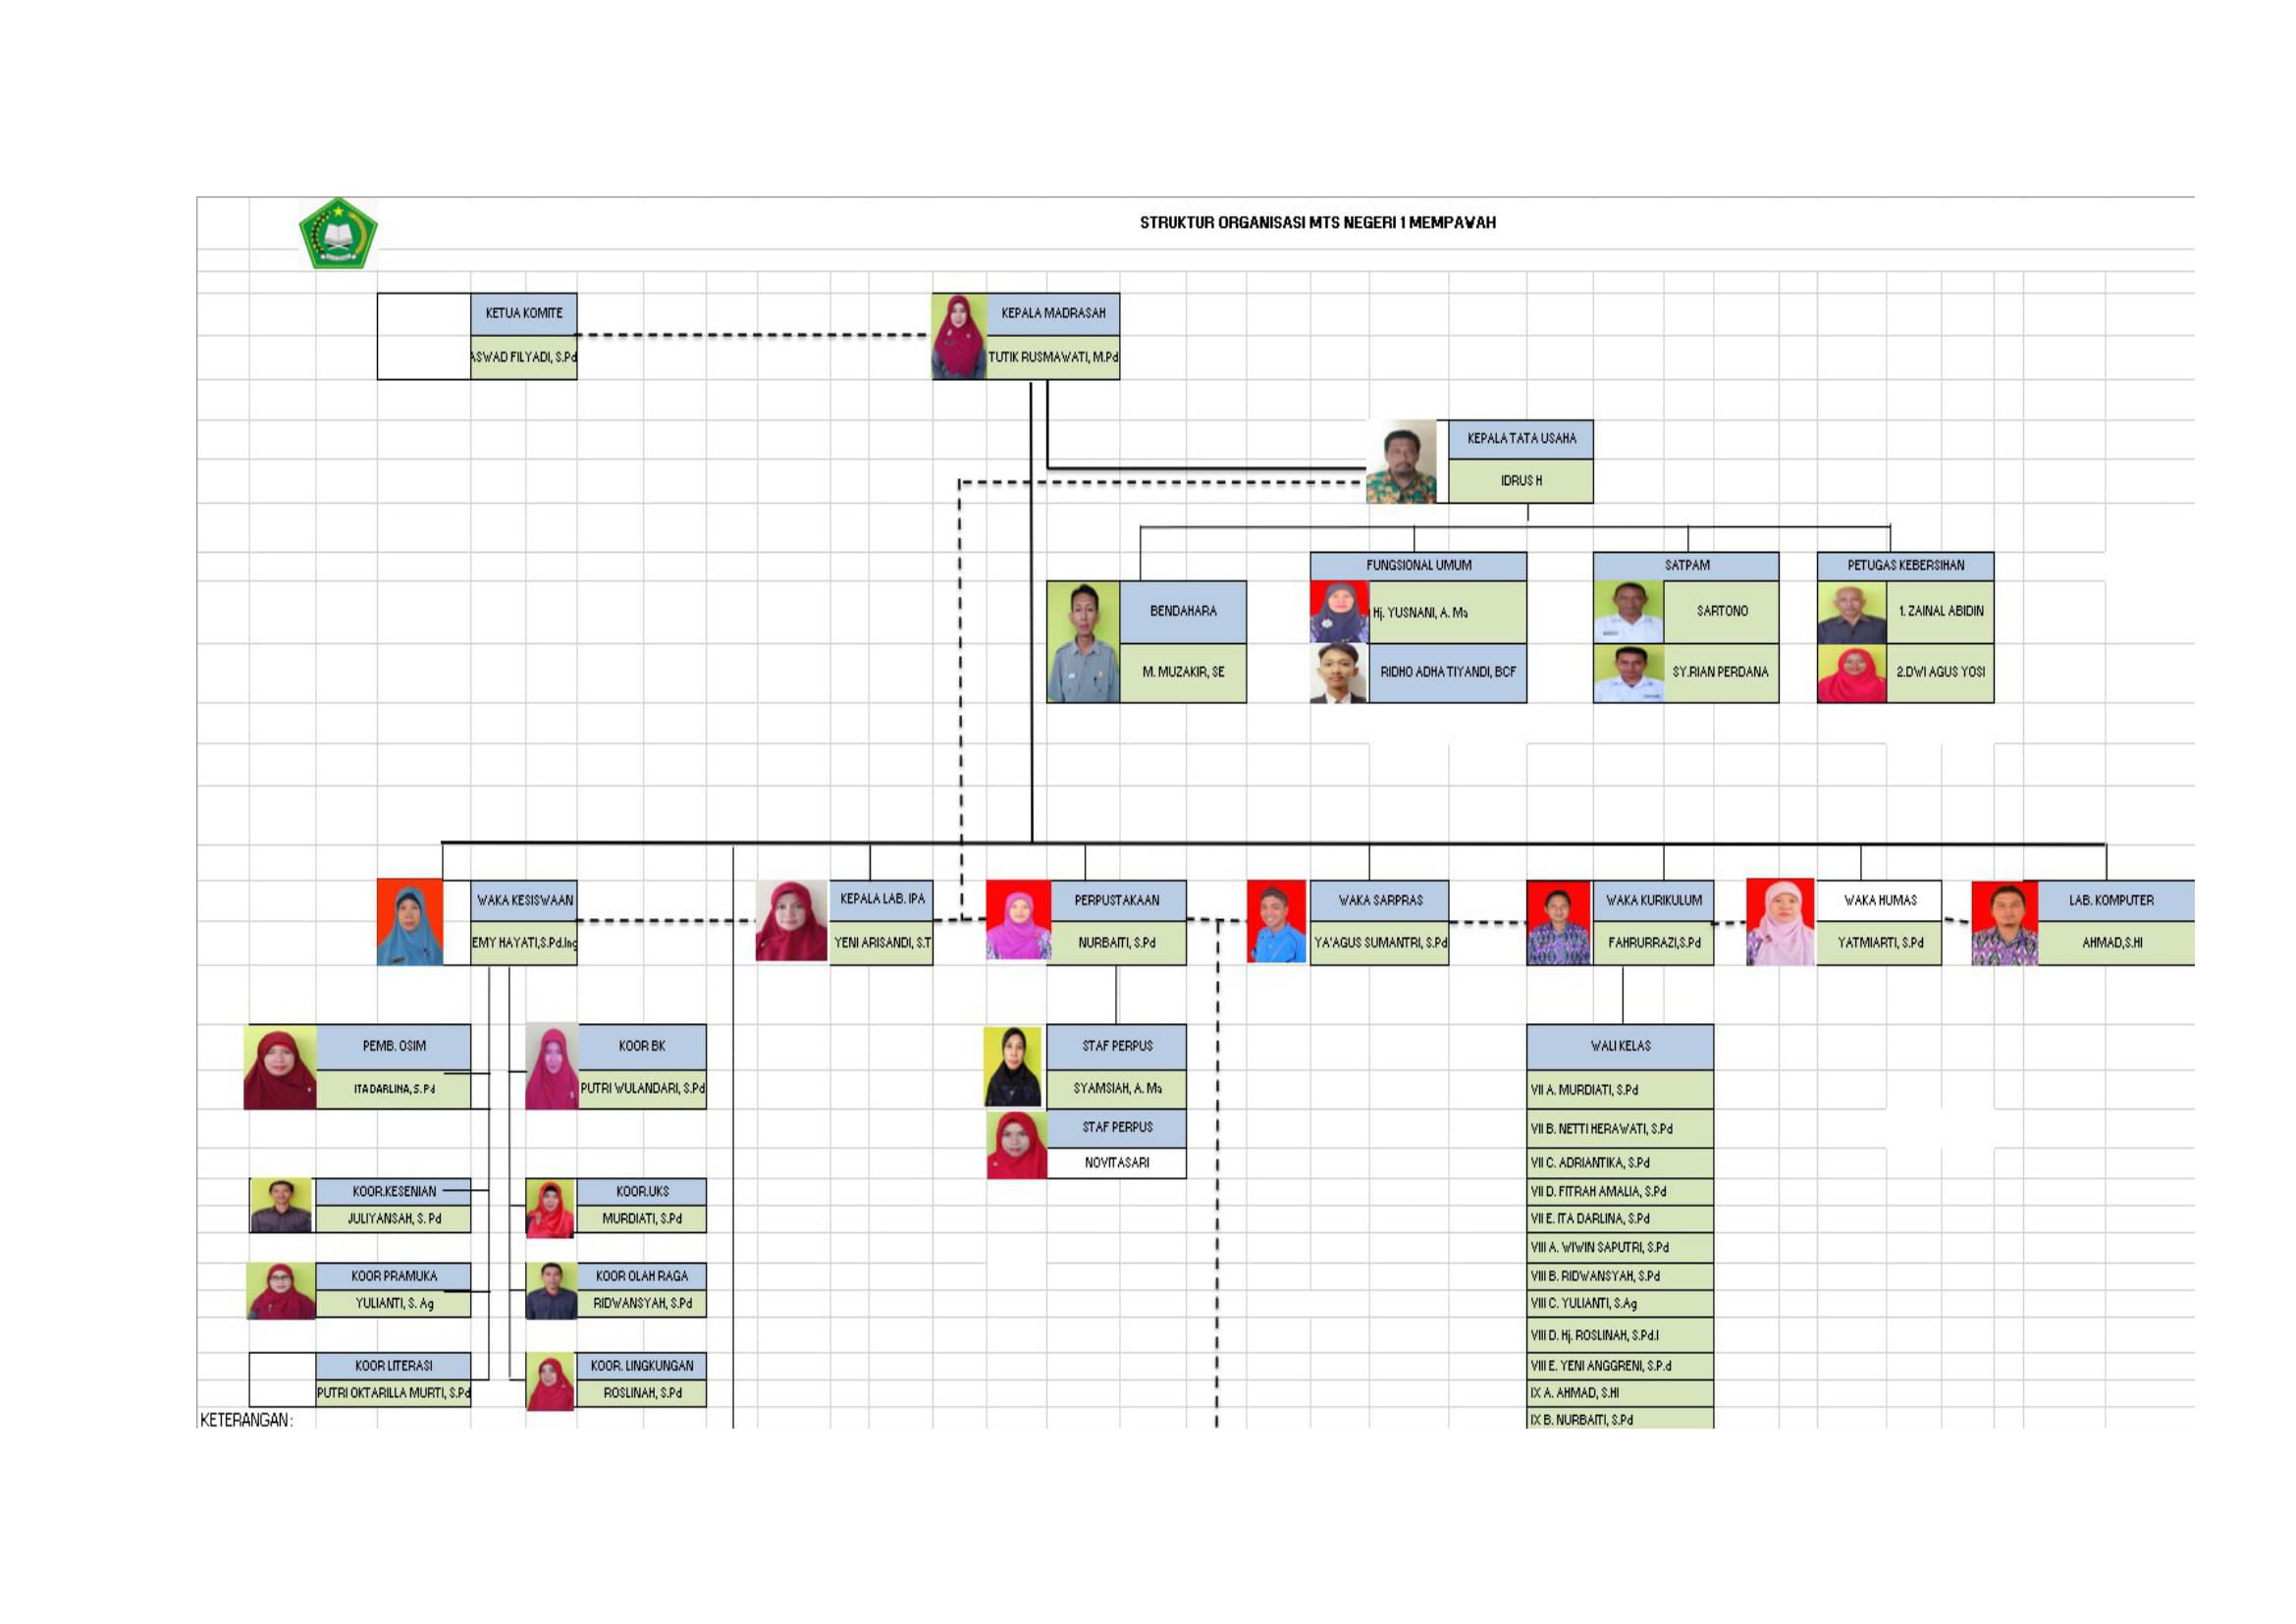 STRUKTUR ORGANISASI MTS NEGERI 1 MEMPAWAH
KETUA KOMITE
ASWAD FILYADI, S.Pd
KEPALA MADRASAH
TUTIK RUSMAWATI, M.Pd
KEPALA TATA USAHA
IDRUS H
BENDAHARA
M. MUZAKIR, SE
FUNGSIONAL UMUM
Hj. YUSNANI, A. Ma
RIDHO ADHA TIYANDI, BCF
SATPAM
SARTONO
SY.RIAN PERDANA
PETUGAS KEBERSIHAN
1. ZAINAL ABIDIN
2.DWI AGUS YOSI
WAKA KESISWAAN
EMY HAYATI,S.Pd.Ing
KEPALA LAB. IPA
YENI ARISANDI, S.T
PERPUSTAKAAN
NURBAITI, S.Pd
WAKA SARPRAS
YA'AGUS SUMANTRI, S.Pd
WAKA KURIKULUM
FAHRURRAZI,S.Pd
WAKA HUMAS
YATMIARTI, S.Pd
LAB. KOMPUTER
AHMAD,S.HI
PEMB. OSIM
ITA DARLINA, S.Pd
KOOR BK
PUTRI WULANDARI, S.Pd
KOOR.KESENIAN
JULIYANSAH, S. Pd
KOOR.UKS
MURDIATI, S.Pd
KOOR PRAMUKA
YULIANTI, S. Ag
KOOR OLAH RAGA
RIDWANSYAH, S.Pd
KOOR LITERASI
PUTRI OKTARILLA MURTI, S.Pd
KOOR. LINGKUNGAN
ROSLINAH, S.Pd
STAF PERPUS
SYAMSIAH, A. Ma
STAF PERPUS
NOVITASARI
WALI KELAS
VII A. MURDIATI, S.Pd
VII B. NETTI HERAWATI, S.Pd
VII C. ADRIANTIKA, S.Pd
VII D. FITRAH AMALIA, S.Pd
VII E. ITA DARLINA, S.Pd
VIII A. WIWIN SAPUTRI, S.Pd
VIII B. RIDWANSYAH, S.Pd
VIII C. YULIANTI, S.Ag
VIII D. Hj. ROSLINAH, S.Pd.I
VIII E. YENI ANGGRENI, S.P.d
IX A. AHMAD, S.HI
IX B. NURBAITI, S.Pd
KETERANGAN: